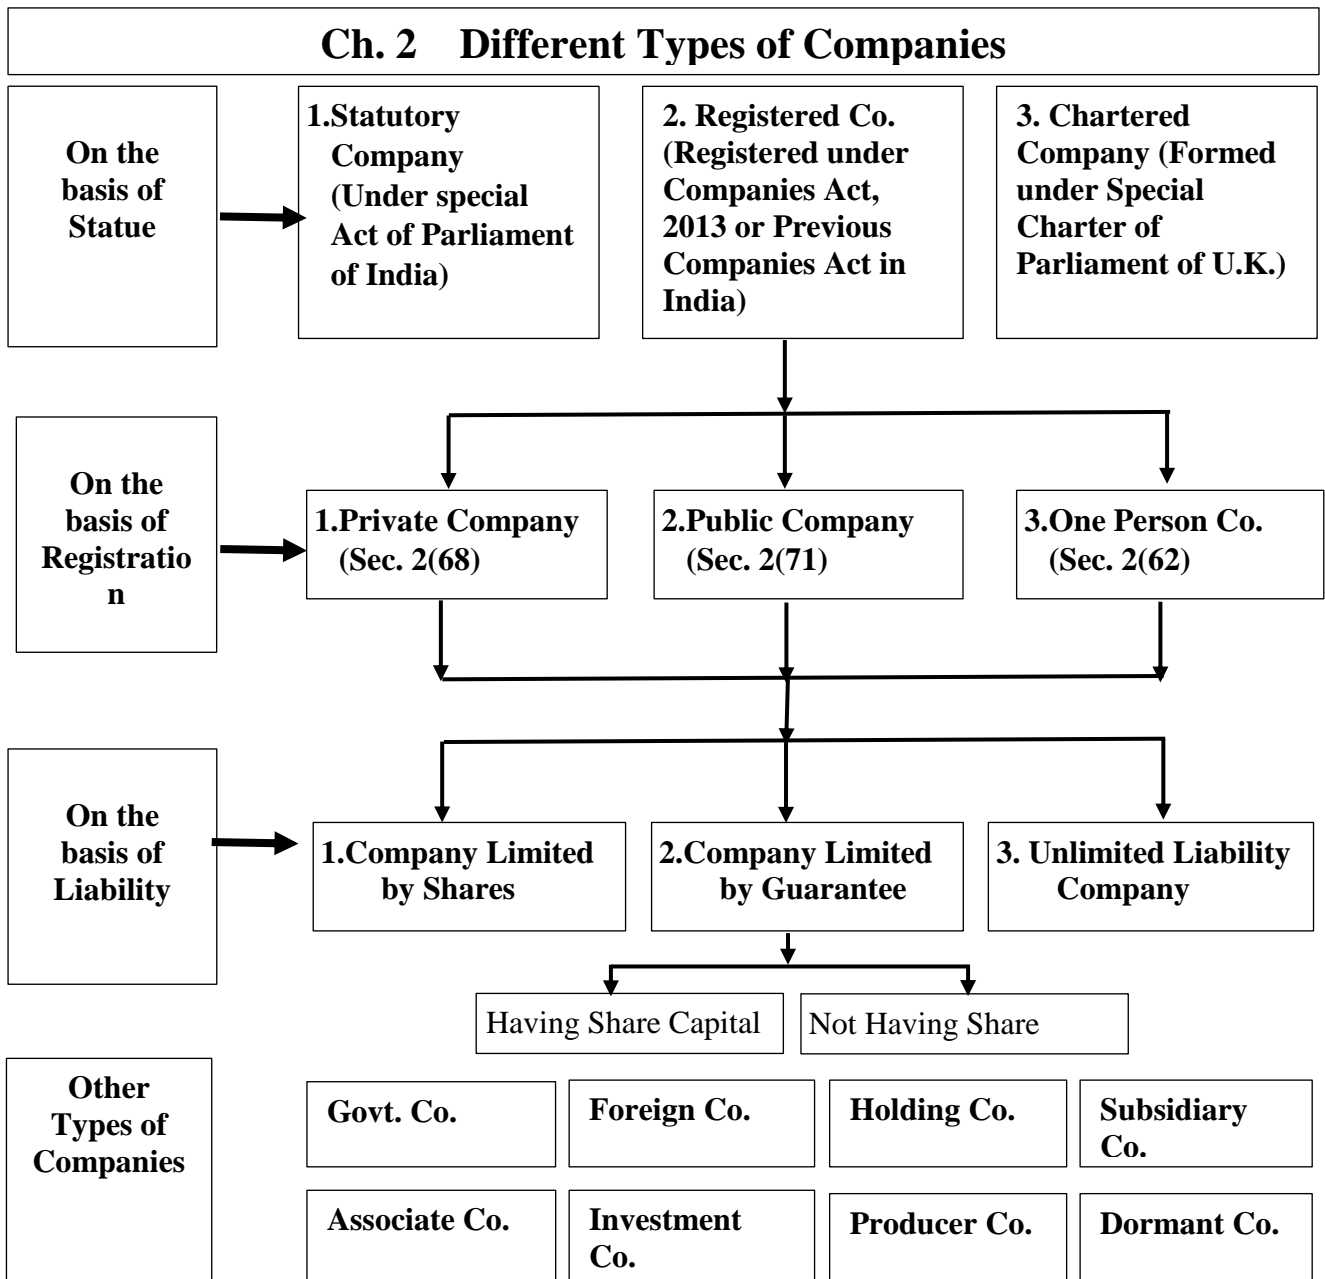 Ch. 2 Different Types of Companies
On the
basis of
Statue
1.Statutory
Company
(Under special
Act of Parliament
of India)
2. Registered Co.
(Registered under
Companies Act,
2013 or Previous
Companies Act in
India)
3. Chartered
Company (Formed
under Special
Charter of
Parliament of U.K.)
On the
basis of
Registratio
n
1.Private Company
(Sec. 2(68)
2.Public Company
(Sec. 2(71)
3.One Person Co.
(Sec. 2(62)
On the
basis of
Liability
1.Company Limited
by Shares
2.Company Limited
by Guarantee
3. Unlimited Liability
Company
Having Share Capital
Not Having Share
Other
Types of
Companies
Govt. Co.
Foreign Co.
Holding Co.
Subsidiary
Co.
Associate Co.
Investment
Co.
Producer Co.
Dormant Co.